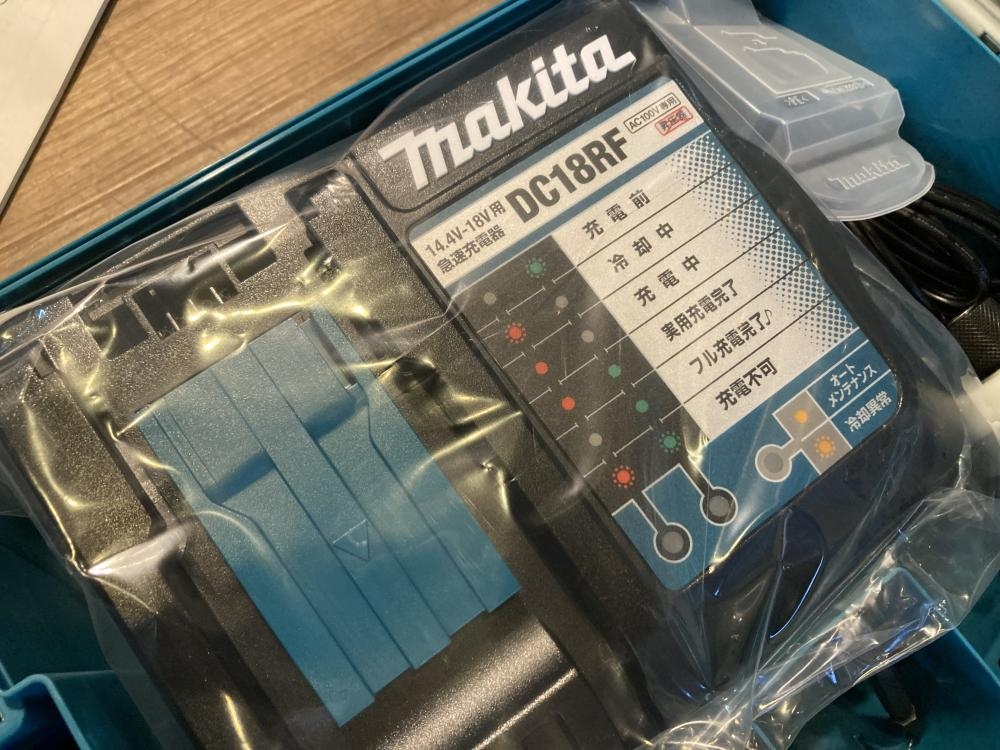 makita
14.4V-18V用
急速充電器
DC18RF
AC100V専用
昇圧器
充電前
冷却中
充電中
実用充電完了
フル充電完了♪
充電不可
オート
メンテナンス
冷却異常
makita